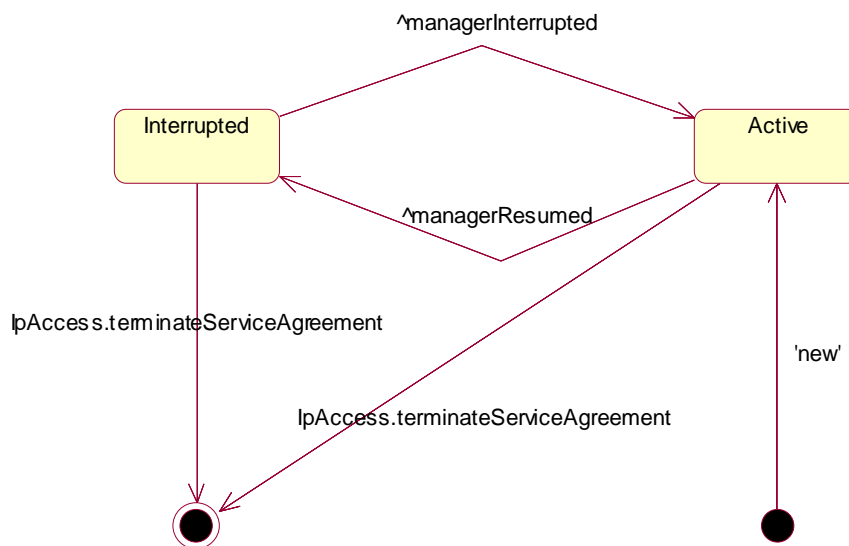 ^managerInterrupted
Interrupted
Active
^managerResumed
IpAccess.terminateServiceAgreement
'new'
IpAccess.terminateServiceAgreement